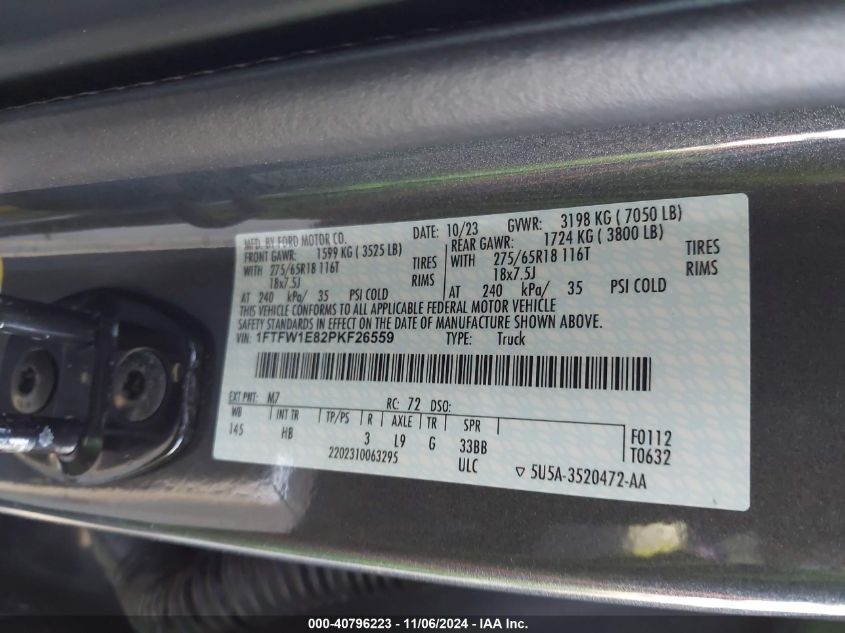 MFD. BY FORD MOTOR CO. DATE: 10/23 GVWR: 3198 KG ( 7050 LB)
FRONT GAWR: 1599 KG ( 3525 LB) REAR GAWR: 1724 KG ( 3800 LB)
WITH 275/65R18 116T TIRES WITH 275/65R18 116T TIRES
18x7.5J RIMS 18x7.5J RIMS
AT 240 kPa/ 35 PSI COLD AT 240 kPa/ 35 PSI COLD
THIS VEHICLE CONFORMS TO ALL APPLICABLE FEDERAL MOTOR VEHICLE
SAFETY STANDARDS IN EFFECT ON THE DATE OF MANUFACTURE SHOWN ABOVE.
VIN: 1FTFW1E82PKF26559 TYPE: Truck
EXT PNT: M7 RC: 72 DSO:
WB INT TR TP/PS R AXLE TR SPR
145 HB 3 L9 G 33BB
F0112
T0632
2202310063295 ULC ▽ 5U5A-3520472-AA
000-40796223 - 11/06/2024 - IAA Inc.